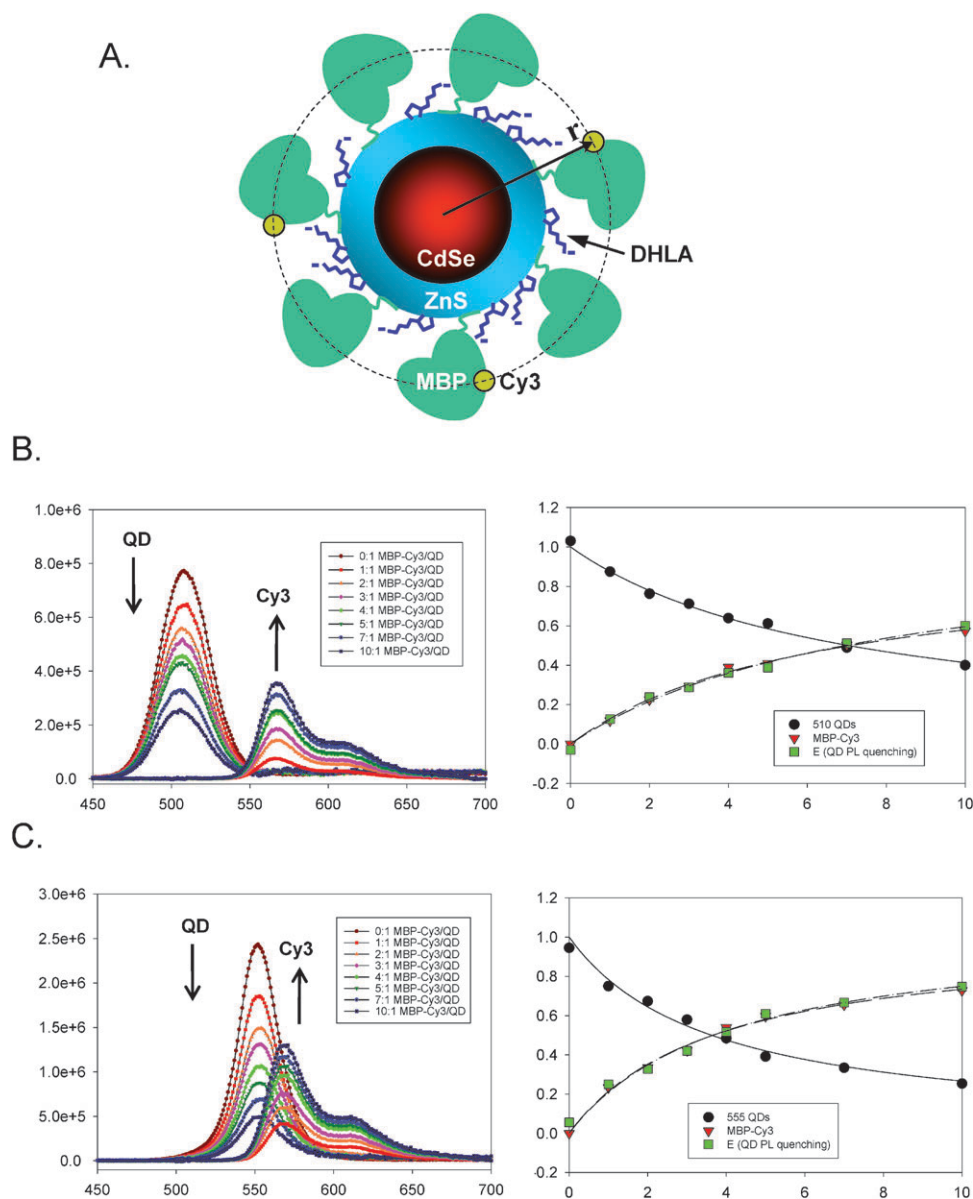 A.
r
CdSe
ZnS
DHLA
MBP
Cy3
B.
1.0e+6
8.0e+5
6.0e+5
4.0e+5
2.0e+5
0.0
450 500 550 600 650 700
QD
Cy3
0:1 MBP-Cy3/QD
1:1 MBP-Cy3/QD
2:1 MBP-Cy3/QD
3:1 MBP-Cy3/QD
4:1 MBP-Cy3/QD
5:1 MBP-Cy3/QD
7:1 MBP-Cy3/QD
10:1 MBP-Cy3/QD
1.2
1.0
0.8
0.6
0.4
0.2
0.0
-0.2
0 2 4 6 8 10
510 QDs
MBP-Cy3
E (QD PL quenching)
C.
3.0e+6
2.5e+6
2.0e+6
1.5e+6
1.0e+6
5.0e+5
0.0
450 500 550 600 650 700
QD
Cy3
0:1 MBP-Cy3/QD
1:1 MBP-Cy3/QD
2:1 MBP-Cy3/QD
3:1 MBP-Cy3/QD
4:1 MBP-Cy3/QD
5:1 MBP-Cy3/QD
7:1 MBP-Cy3/QD
10:1 MBP-Cy3/QD
1.2
1.0
0.8
0.6
0.4
0.2
0.0
-0.2
0 2 4 6 8 10
555 QDs
MBP-Cy3
E (QD PL quenching)